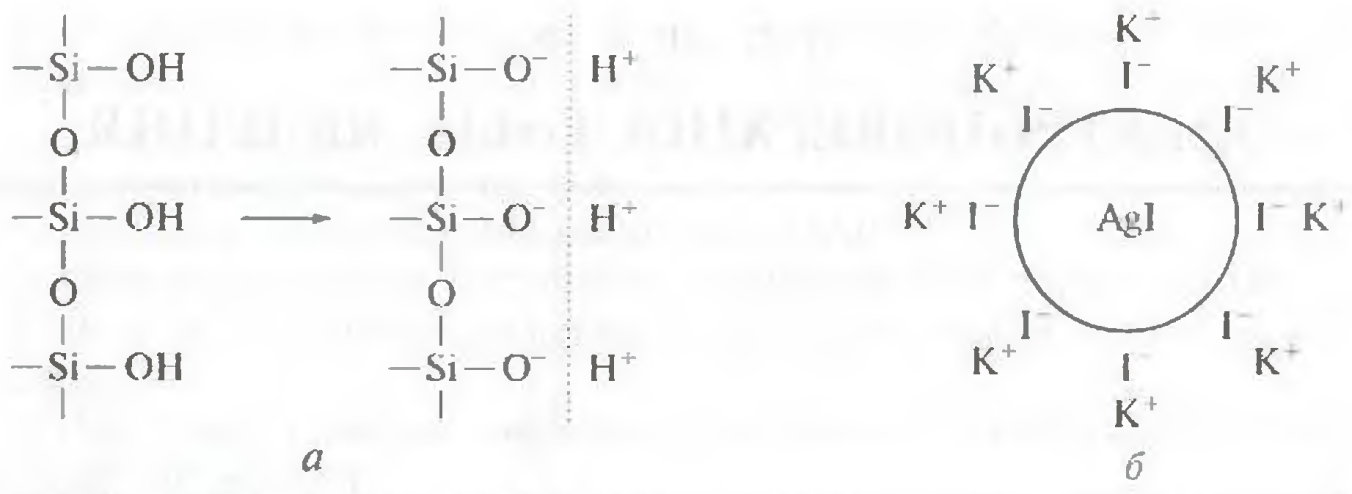 —Si—OH
O
—Si—OH
O
—Si—OH
—Si—O⁻ H⁺
O
—Si—O⁻ H⁺
O
—Si—O⁻ H⁺
а
K⁺
K⁺ I⁻ K⁺
I⁻ I⁻
K⁺ I⁻ AgI I⁻ K⁺
I⁻ I⁻
K⁺ I⁻ K⁺
K⁺
б